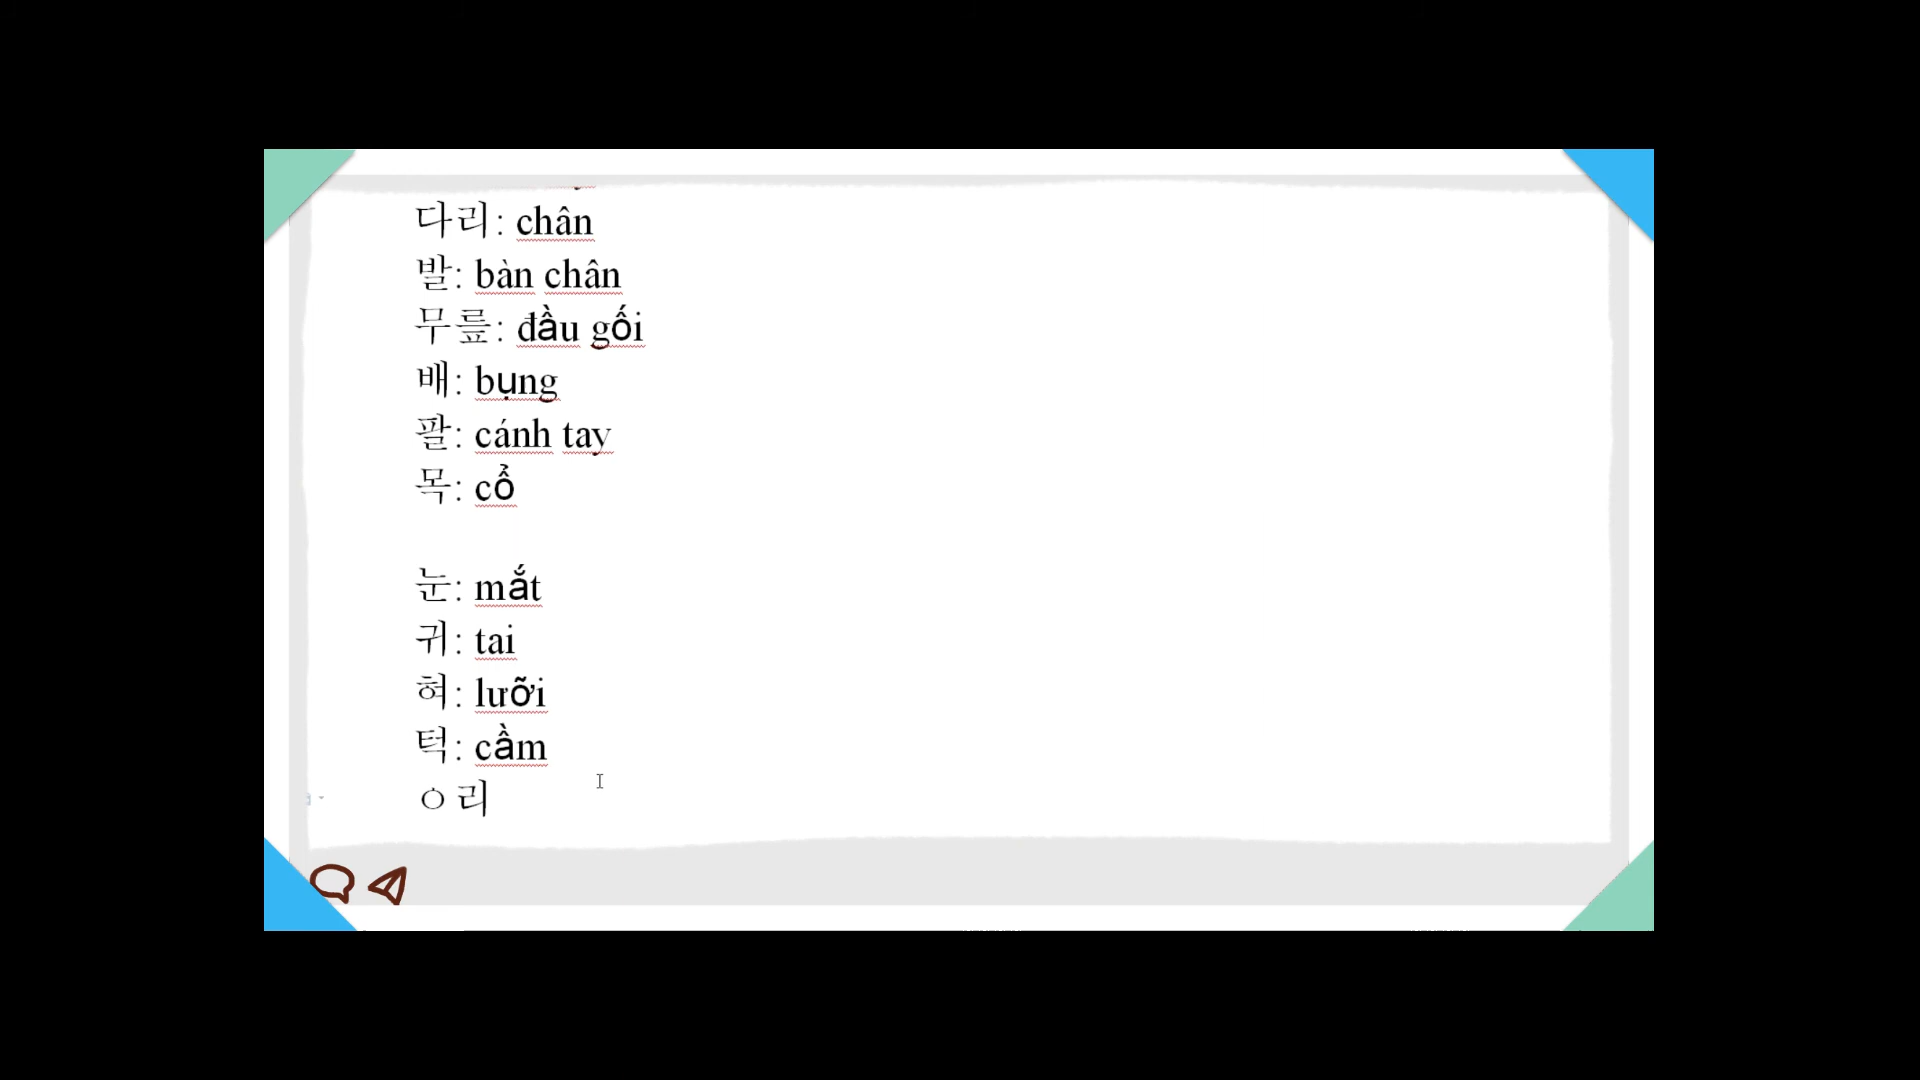 다리: chân
발: bàn chân
무릎: đầu gối
배: bụng
팔: cánh tay
목: cổ
눈: mắt
귀: tai
혀: lưỡi
턱: cầm
ㅇ리